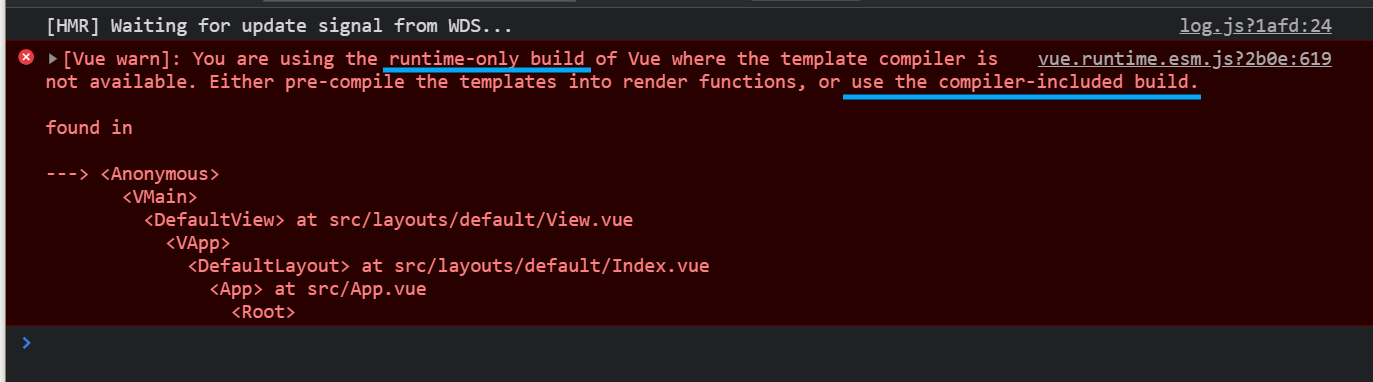 [HMR] Waiting for update signal from WDS... log.js?1afd:24
[Vue warn]: You are using the runtime-only build of Vue where the template compiler is vue.runtime.esm.js?2b0e:619
not available. Either pre-compile the templates into render functions, or use the compiler-included build.
found in
---> <Anonymous>
<VMain>
<DefaultView> at src/layouts/default/View.vue
<VApp>
<DefaultLayout> at src/layouts/default/Index.vue
<App> at src/App.vue
<Root>